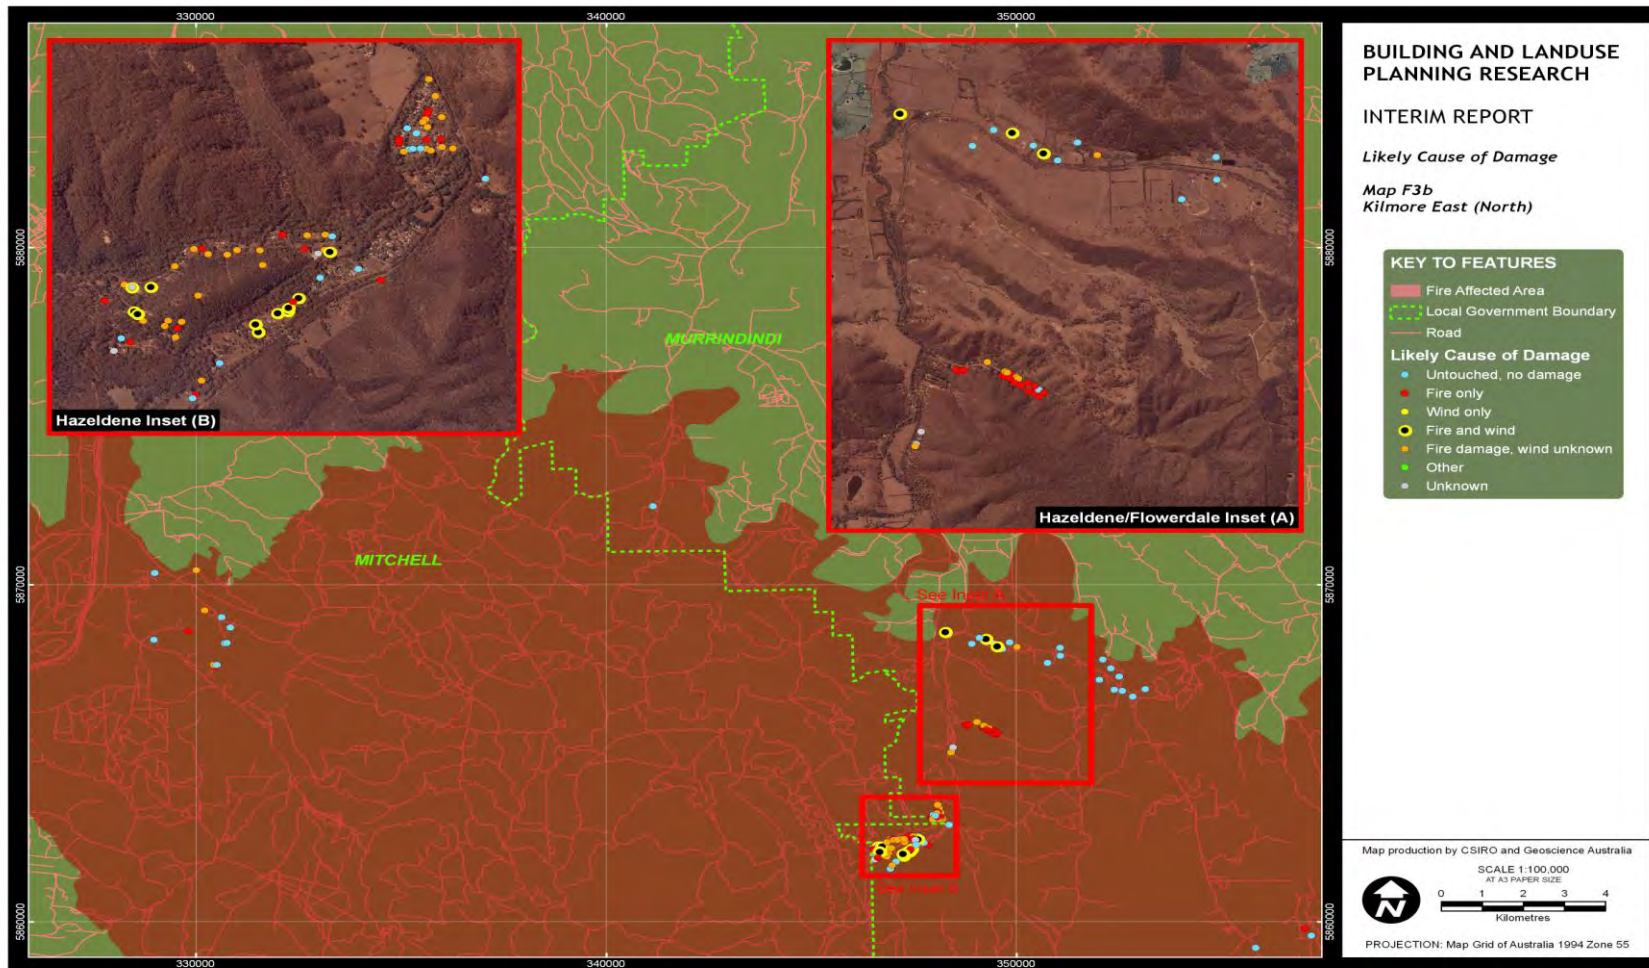 330000
340000
350000
5880000
5870000
5860000
Hazeldene Inset (B)
Hazeldene/Flowerdale Inset (A)
MURRINDINDI
MITCHELL
See Inset A
See Inset B
5880000
5870000
5860000
330000
340000
350000
BUILDING AND LANDUSE
PLANNING RESEARCH
INTERIM REPORT
Likely Cause of Damage
Map F3b
Kilmore East (North)
KEY TO FEATURES
Fire Affected Area
Local Government Boundary
Road
Likely Cause of Damage
Untouched, no damage
Fire only
Wind only
Fire and wind
Fire damage, wind unknown
Other
Unknown
Map production by CSIRO and Geoscience Australia
SCALE 1:100,000
AT A3 PAPER SIZE
0 1 2 3 4
Kilometres
N
PROJECTION: Map Grid of Australia 1994 Zone 55